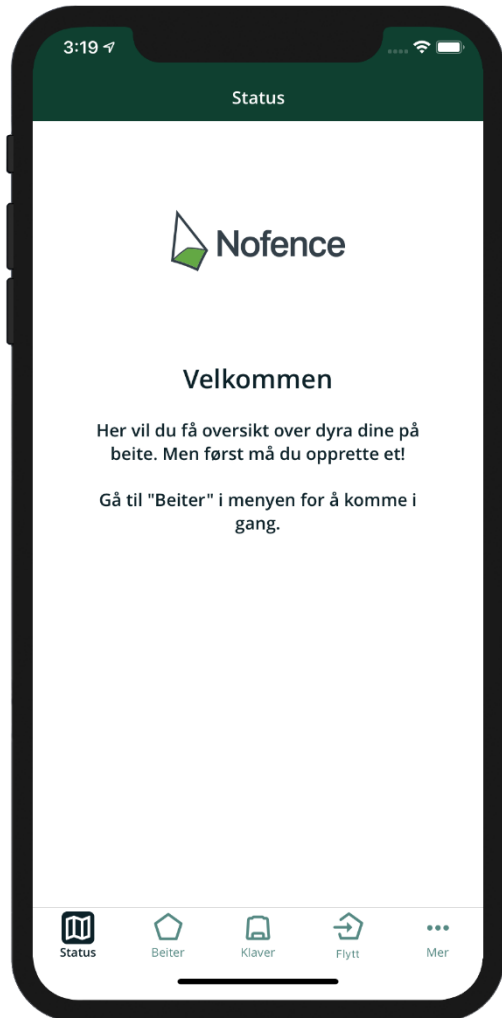 3:19
Status
Nofence
Velkommen
Her vil du få oversikt over dyra dine på
beite. Men først må du opprette et!
Gå til "Beiter" i menyen for å komme i
gang.
Status
Beiter
Klaver
Flytt
Mer